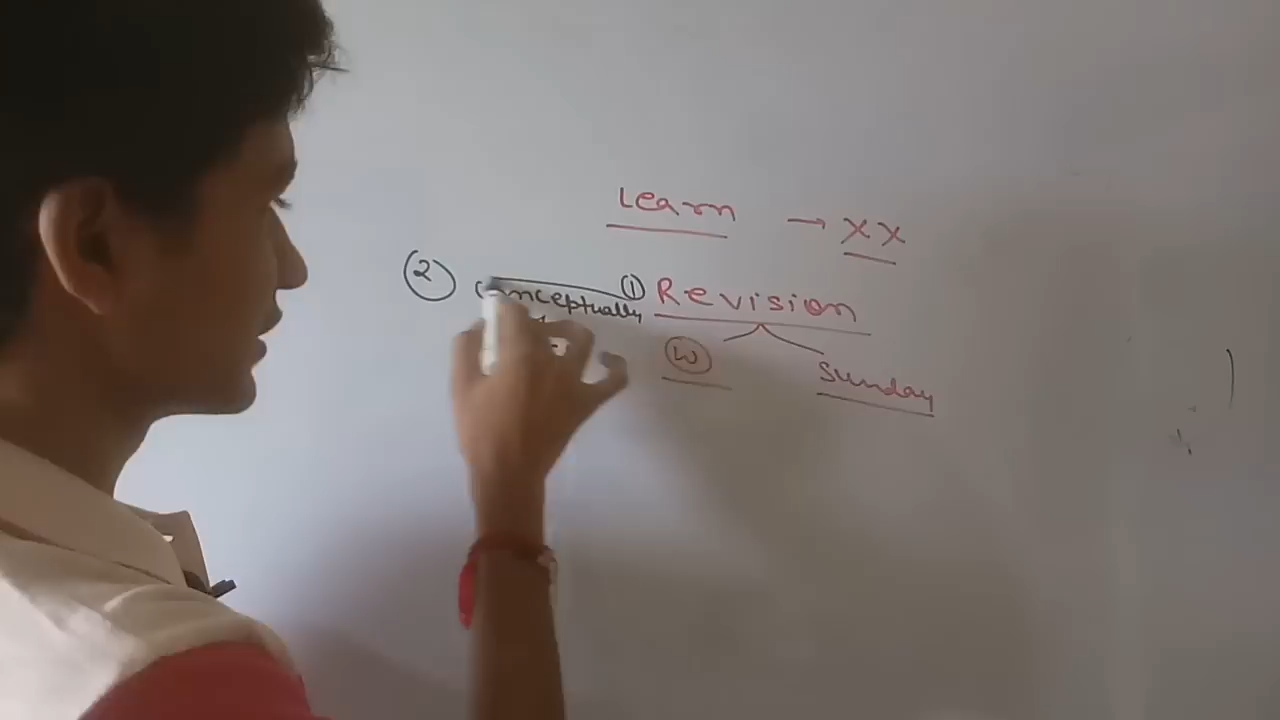 Learn → XX
① Revision
② conceptually
W
Sunday